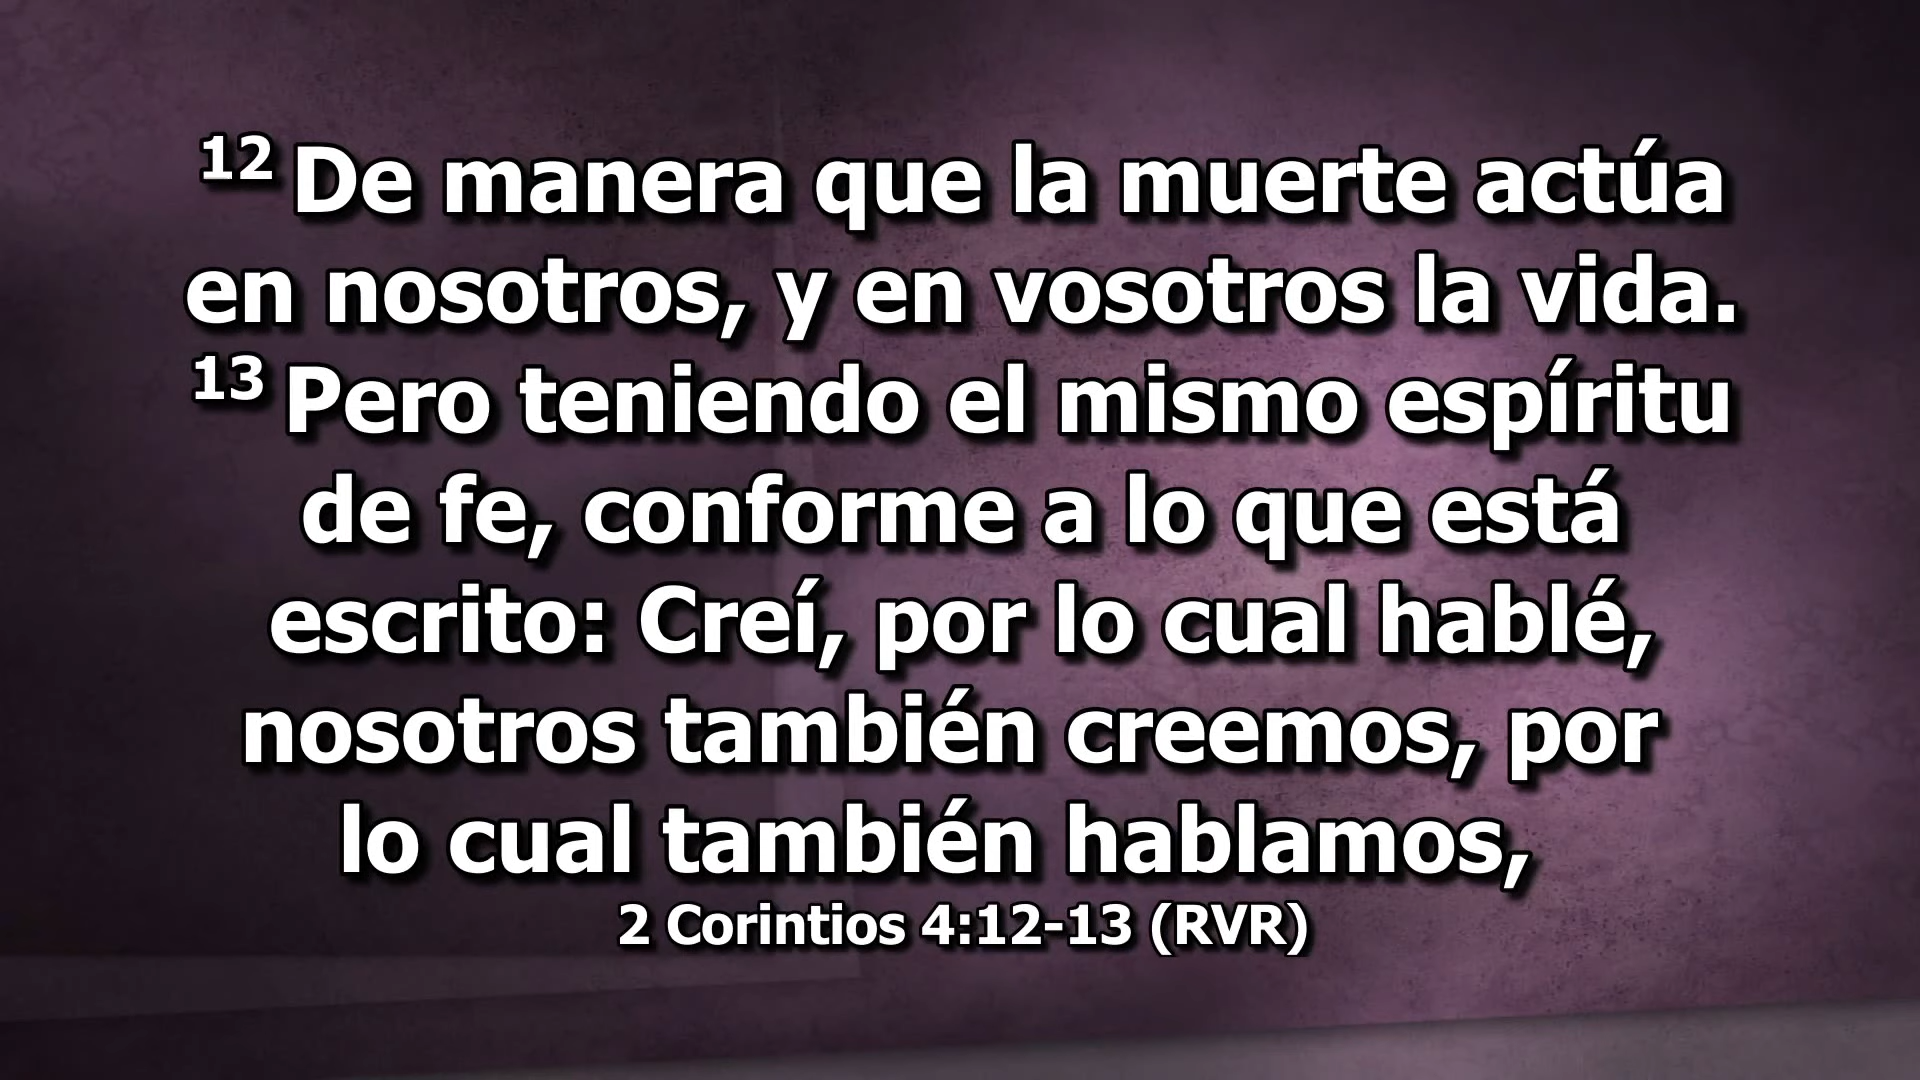 12 De manera que la muerte actúa
en nosotros, y en vosotros la vida.
13 Pero teniendo el mismo espíritu
de fe, conforme a lo que está
escrito: Creí, por lo cual hablé,
nosotros también creemos, por
lo cual también hablamos,
2 Corintios 4:12-13 (RVR)